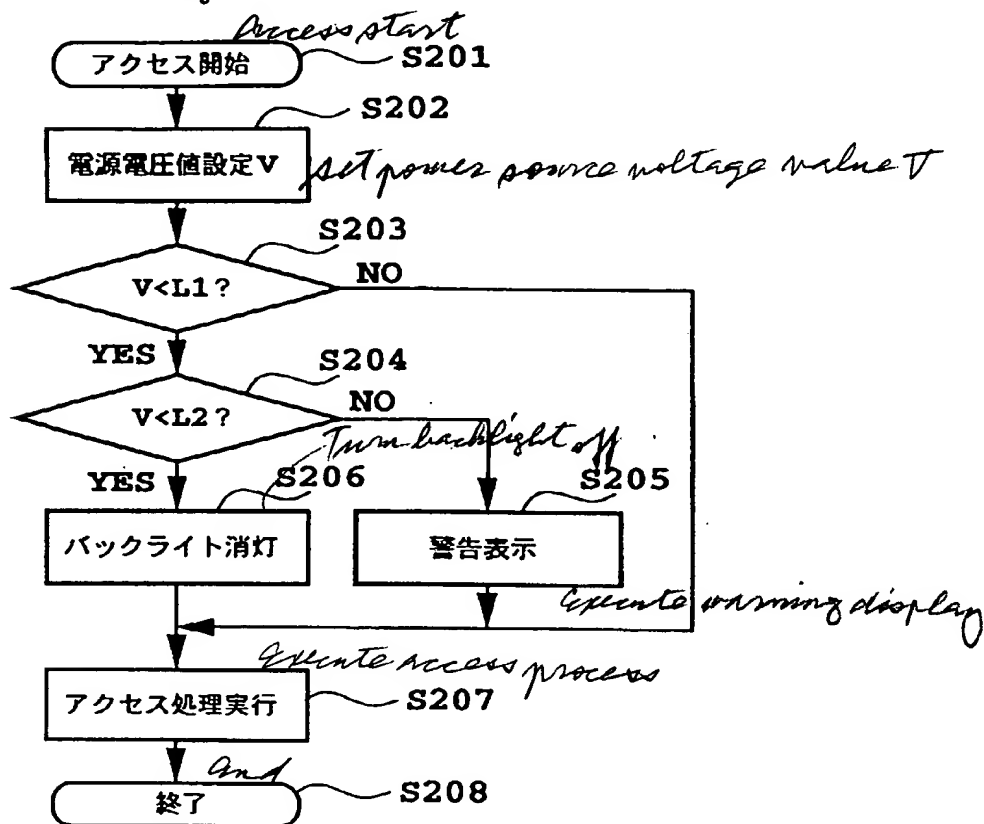 Access start
アクセス開始 S201
S202
電源電圧値設定V set power source voltage value V
S203
V<L1? NO
YES
S204
V<L2? NO
Turn backlight off
YES S206 S205
バックライト消灯 警告表示
Execute warning display
Execute access process
アクセス処理実行 S207
end
終了 S208